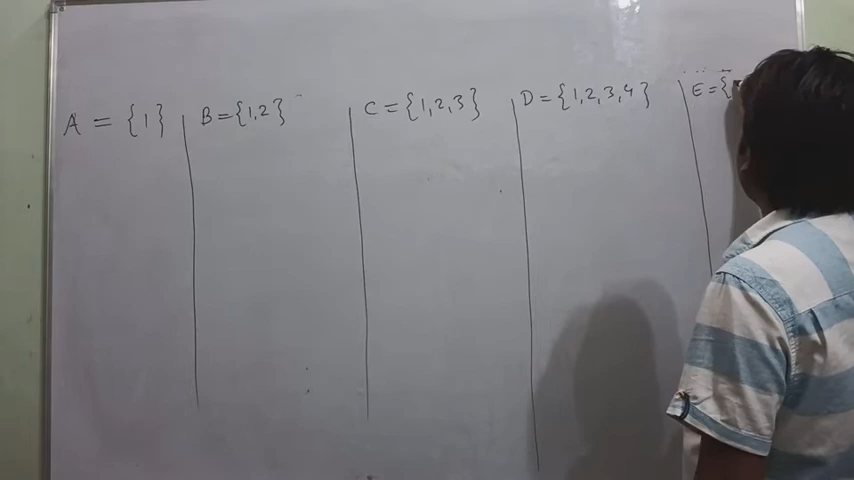 A = {1} B = {1,2} C = {1,2,3} D = {1,2,3,4} E = {